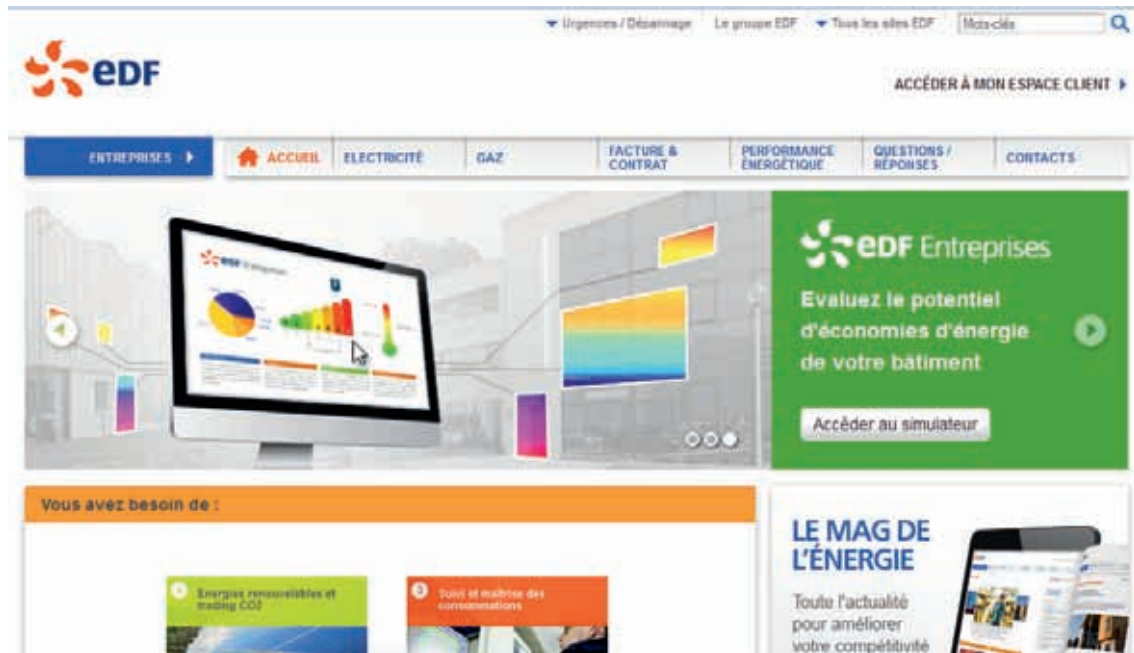 Urgences / Dépannage Le groupe EDF Tous les sites EDF Mots-clés
eDF
ACCÉDER À MON ESPACE CLIENT
ENTREPRISES ACCUEIL ELECTRICITÉ GAZ FACTURE & CONTRAT PERFORMANCE ÉNERGÉTIQUE QUESTIONS / RÉPONSES CONTACTS
eDF Entreprises
eDF Entreprises
Evaluez le potentiel
d'économies d'énergie
de votre bâtiment
Accéder au simulateur
Vous avez besoin de :
Energies renouvelables et
trading CO2
Suivi et maîtrise des
consommations
LE MAG DE
L'ÉNERGIE
Toute l'actualité
pour améliorer
votre compétitivité